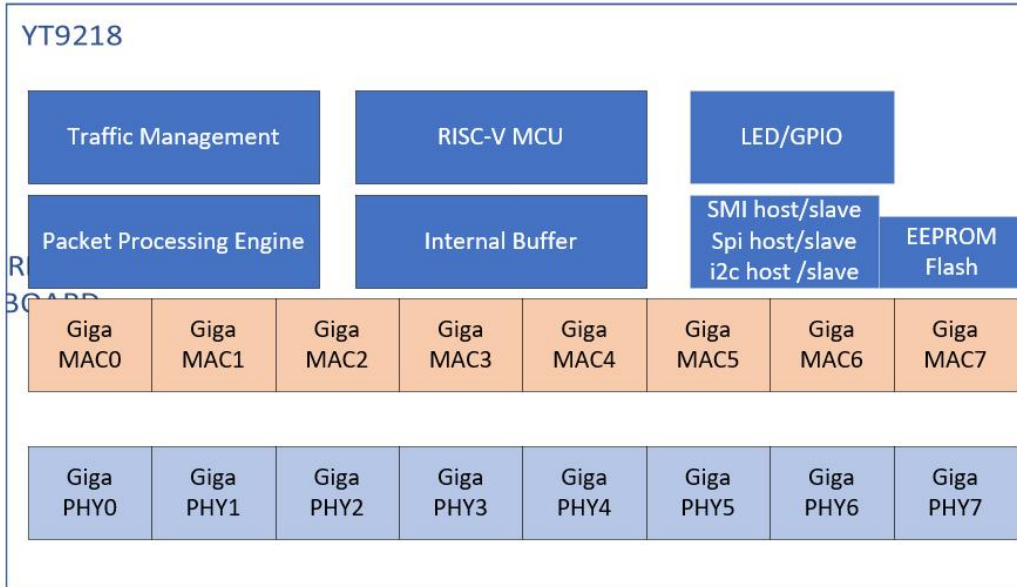 YT9218
Traffic Management
RISC-V MCU
LED/GPIO
Packet Processing Engine
Internal Buffer
SMI host/slave
Spi host/slave
i2c host /slave
EEPROM
Flash
Giga
MAC0
Giga
MAC1
Giga
MAC2
Giga
MAC3
Giga
MAC4
Giga
MAC5
Giga
MAC6
Giga
MAC7
Giga
PHY0
Giga
PHY1
Giga
PHY2
Giga
PHY3
Giga
PHY4
Giga
PHY5
Giga
PHY6
Giga
PHY7